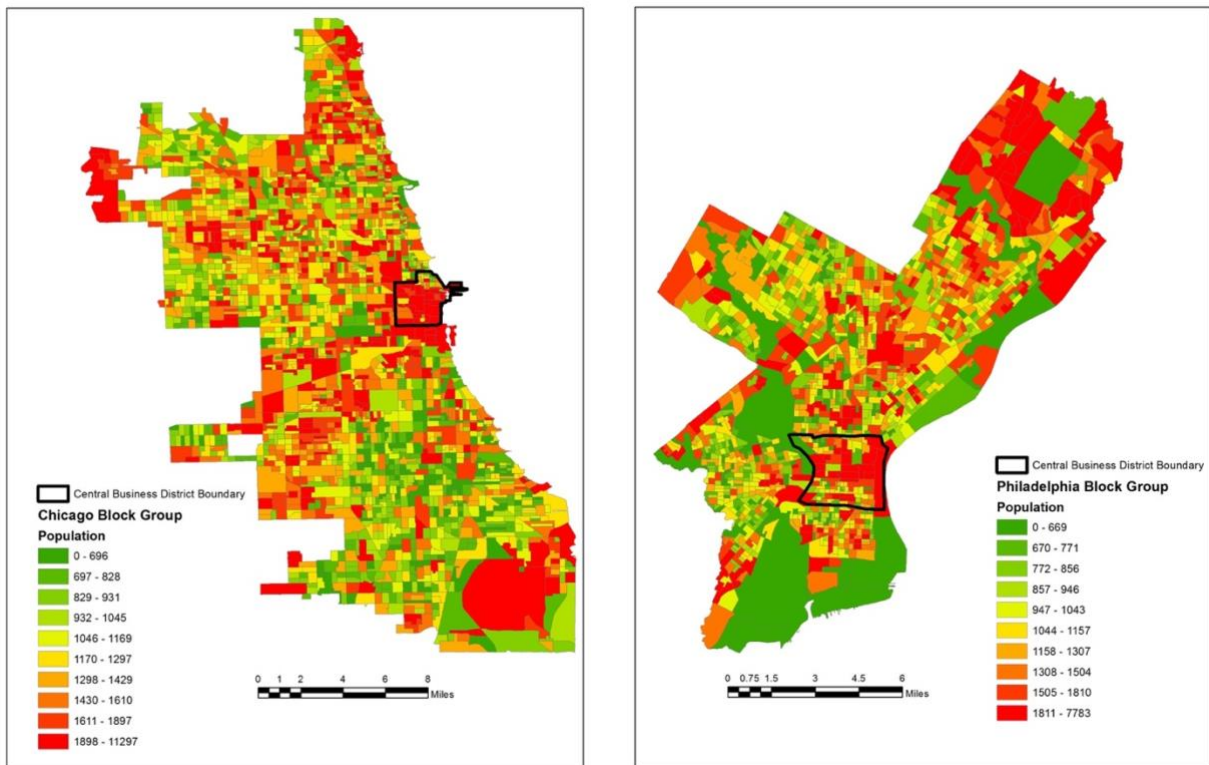 Central Business District Boundary
Chicago Block Group
Population
0 - 696
697 - 828
829 - 931
932 - 1045
1046 - 1169
1170 - 1297
1298 - 1429
1430 - 1610
1611 - 1897
1898 - 11297
0 1 2 4 6 8
Miles
Central Business District Boundary
Philadelphia Block Group
Population
0 - 669
670 - 771
772 - 856
857 - 946
947 - 1043
1044 - 1157
1158 - 1307
1308 - 1504
1505 - 1810
1811 - 7783
0 0.75 1.5 3 4.5 6
Miles